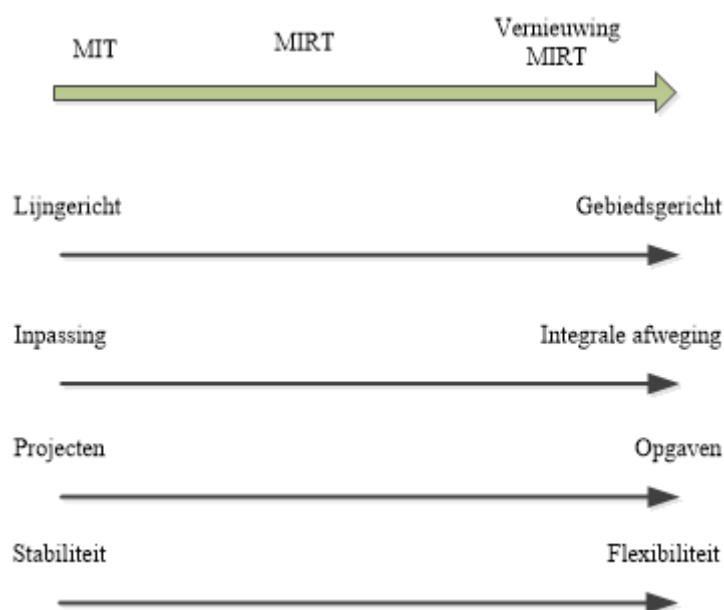 MIT
MIRT
Vernieuwing
MIRT
Lijngericht
Gebiedsgericht
Inpassing
Integrale afweging
Projecten
Opgaven
Stabiliteit
Flexibiliteit